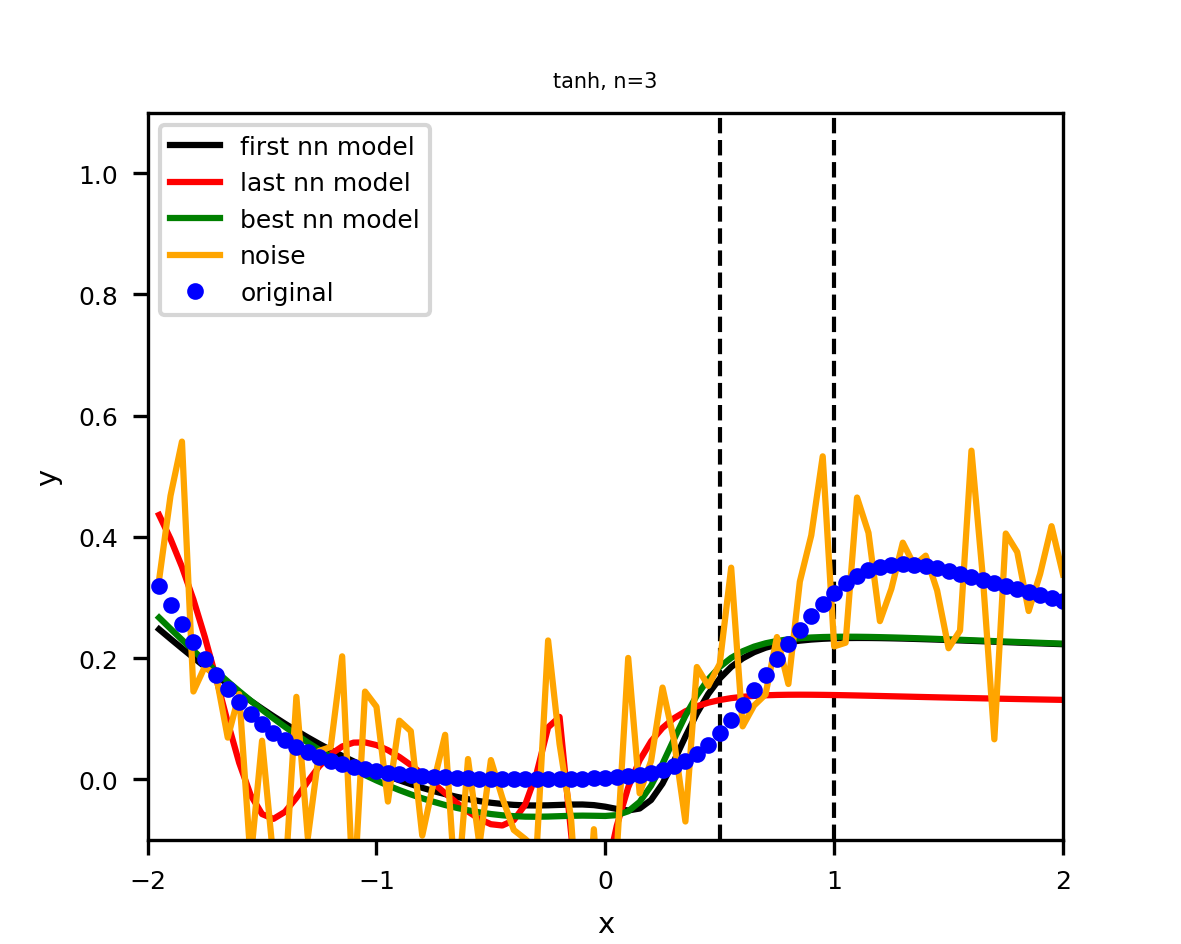 tanh, n=3
first nn model
last nn model
best nn model
noise
original
1.0
0.8
0.6
0.4
0.2
0.0
y
−2
−1
0
1
2
x